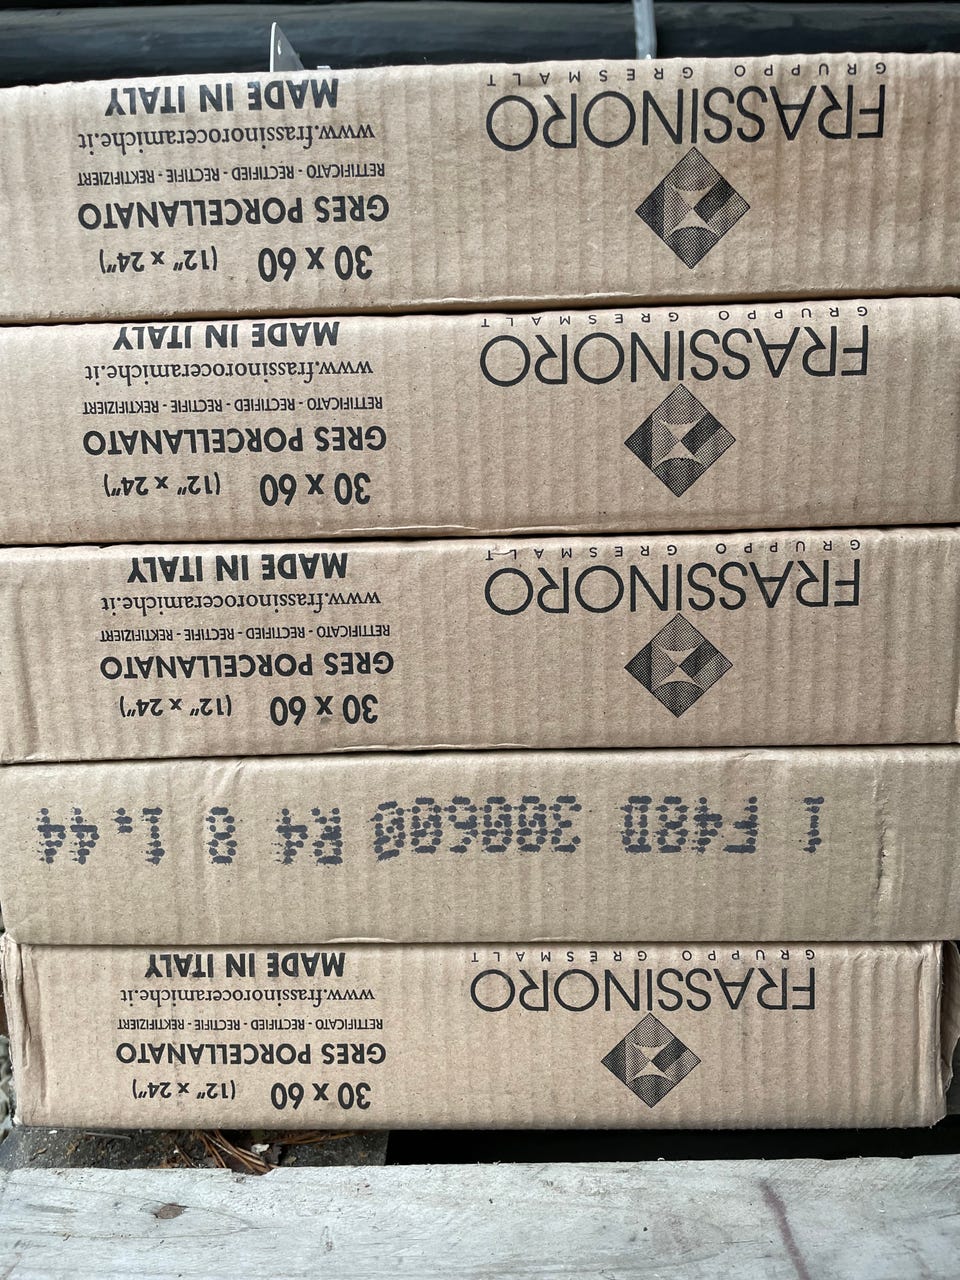 FRASSINORO
GRUPPO GRESMALT
30 x 60 (12" x 24")
GRES PORCELLANATO
RETTIFICATO - RECTIFIED - RECTIFIE - REKTIFIZIERT
www.frassinoroceramiche.it
MADE IN ITALY
1 F48D 300600 R4 8 1.44
FRASSINORO
GRUPPO GRESMALT
30 x 60 (12" x 24")
GRES PORCELLANATO
RETTIFICATO - RECTIFIED - RECTIFIE - REKTIFIZIERT
www.frassinoroceramiche.it
MADE IN ITALY
FRASSINORO
GRUPPO GRESMALT
30 x 60 (12" x 24")
GRES PORCELLANATO
RETTIFICATO - RECTIFIED - RECTIFIE - REKTIFIZIERT
www.frassinoroceramiche.it
MADE IN ITALY
FRASSINORO
GRUPPO GRESMALT
30 x 60 (12" x 24")
GRES PORCELLANATO
RETTIFICATO - RECTIFIED - RECTIFIE - REKTIFIZIERT
www.frassinoroceramiche.it
MADE IN ITALY